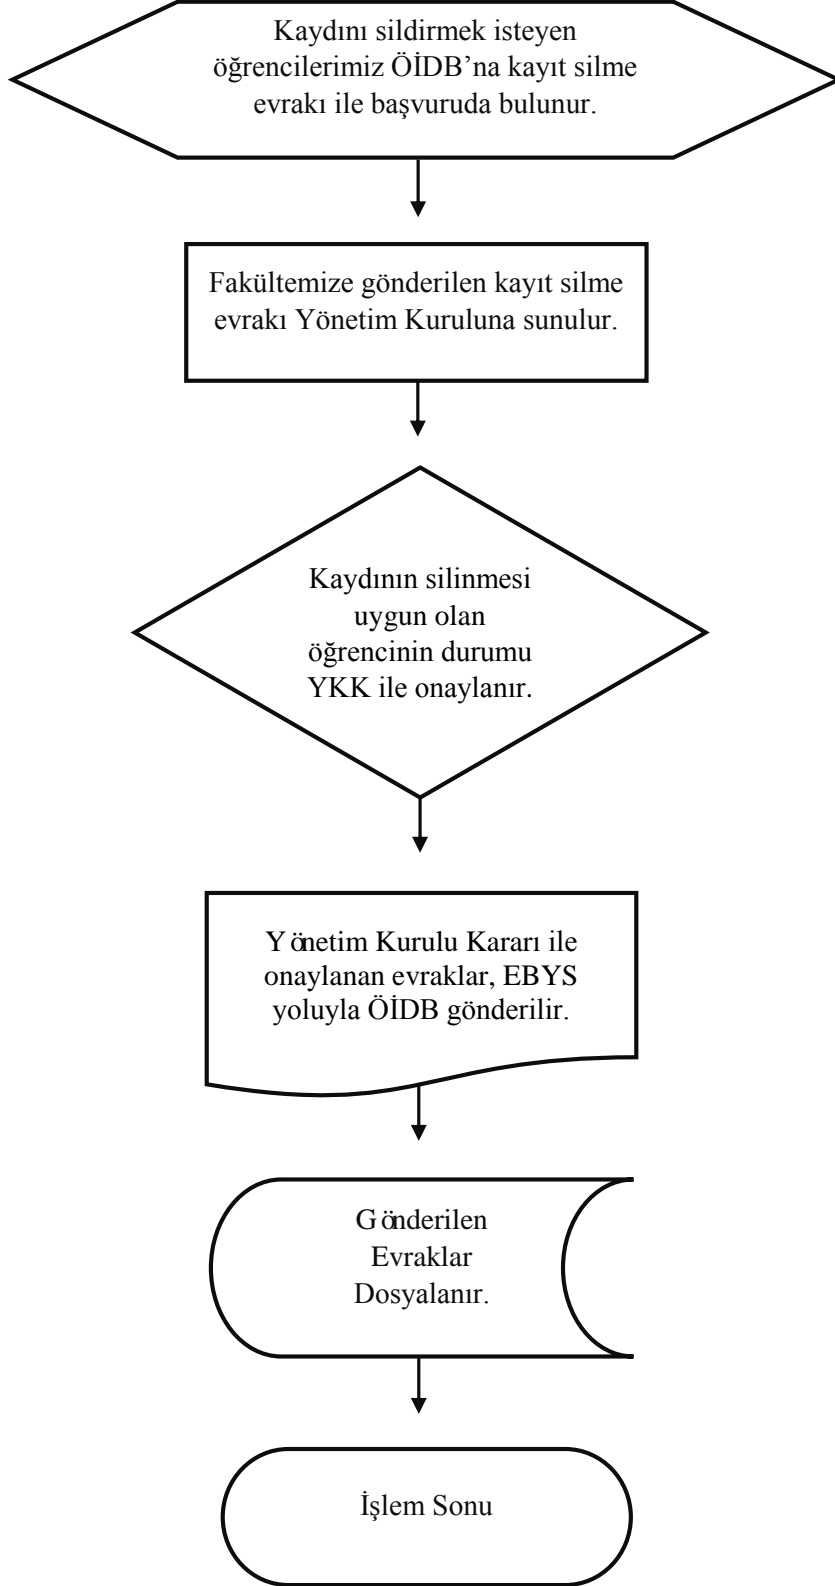 Kaydını sildirmek isteyen
öğrencilerimiz ÖİDB’na kayıt silme
evrakı ile başvuruda bulunur.
Fakültemize gönderilen kayıt silme
evrakı Yönetim Kuruluna sunulur.
Kaydının silinmesi
uygun olan
öğrencinin durumu
YKK ile onaylanır.
Yönetim Kurulu Kararı ile
onaylanan evraklar, EBYS
yoluyla ÖİDB gönderilir.
Gönderilen
Evraklar
Dosyalanır.
İşlem Sonu